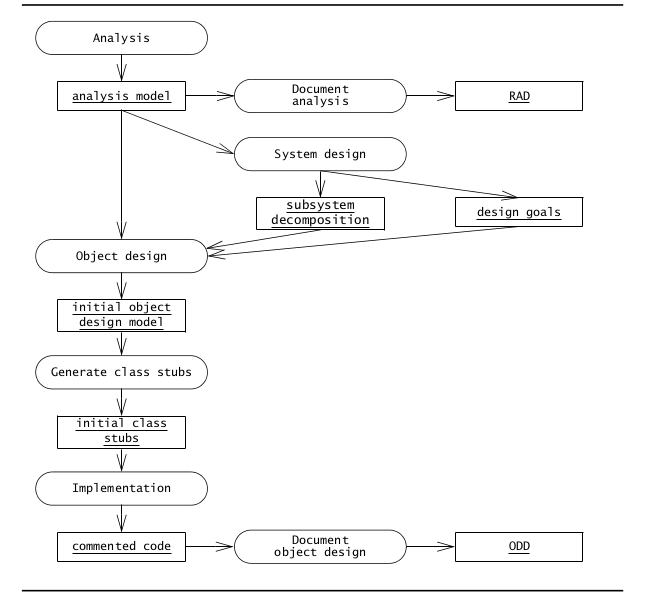 Analysis
analysis model
Document
analysis
RAD
System design
subsystem
decomposition
design goals
Object design
initial object
design model
Generate class stubs
initial class
stubs
Implementation
commented code
Document
object design
ODD